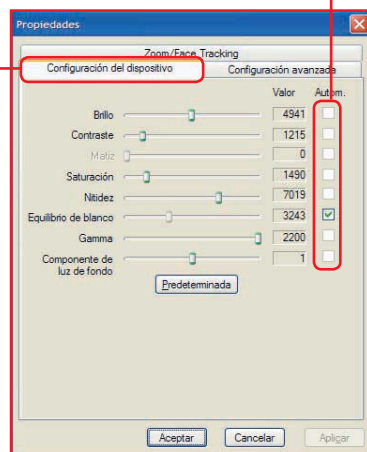 Propiedades
Zoom/Face Tracking
Configuración del dispositivo Configuración avanzada
Valor Autom.
Brillo 4941
Contraste 1215
Matiz 0
Saturación 1490
Nitidez 7019
Equilibrio de blanco 3243
Gamma 2200
Componente de luz de fondo 1
Predeterminada
Aceptar Cancelar Aplicar